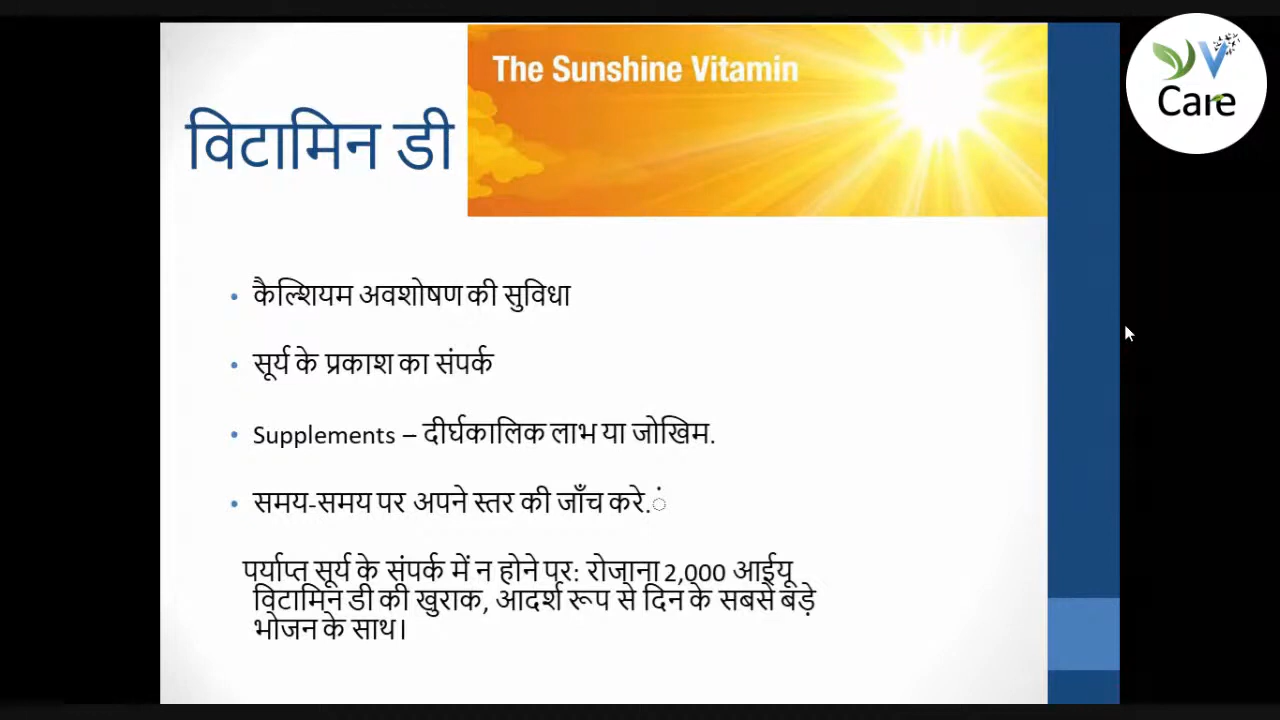 The Sunshine Vitamin
V
Care
विटामिन डी
कैल्शियम अवशोषण की सुविधा
सूर्य के प्रकाश का संपर्क
Supplements – दीर्घकालिक लाभ या जोखिम.
समय-समय पर अपने स्तर की जाँच करे.ं
पर्याप्त सूर्य के संपर्क में न होने पर: रोजाना 2,000 आईयू
विटामिन डी की खुराक, आदर्श रूप से दिन के सबसे बड़े
भोजन के साथ।